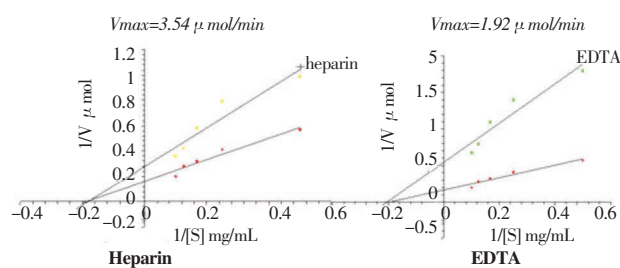 Vmax=3.54 μ mol/min
1/V μ mol
1.2
1
0.8
0.6
0.4
0.2
0
−0.2
−0.4
−0.2
0
0.2
0.4
0.6
heparin
1/[S] mg/mL
Heparin
Vmax=1.92 μ mol/min
1/V μ mol
5
1.5
1
0.5
0
−0.5
−0.2
0
0.2
0.4
0.6
EDTA
1/[S] mg/mL
EDTA